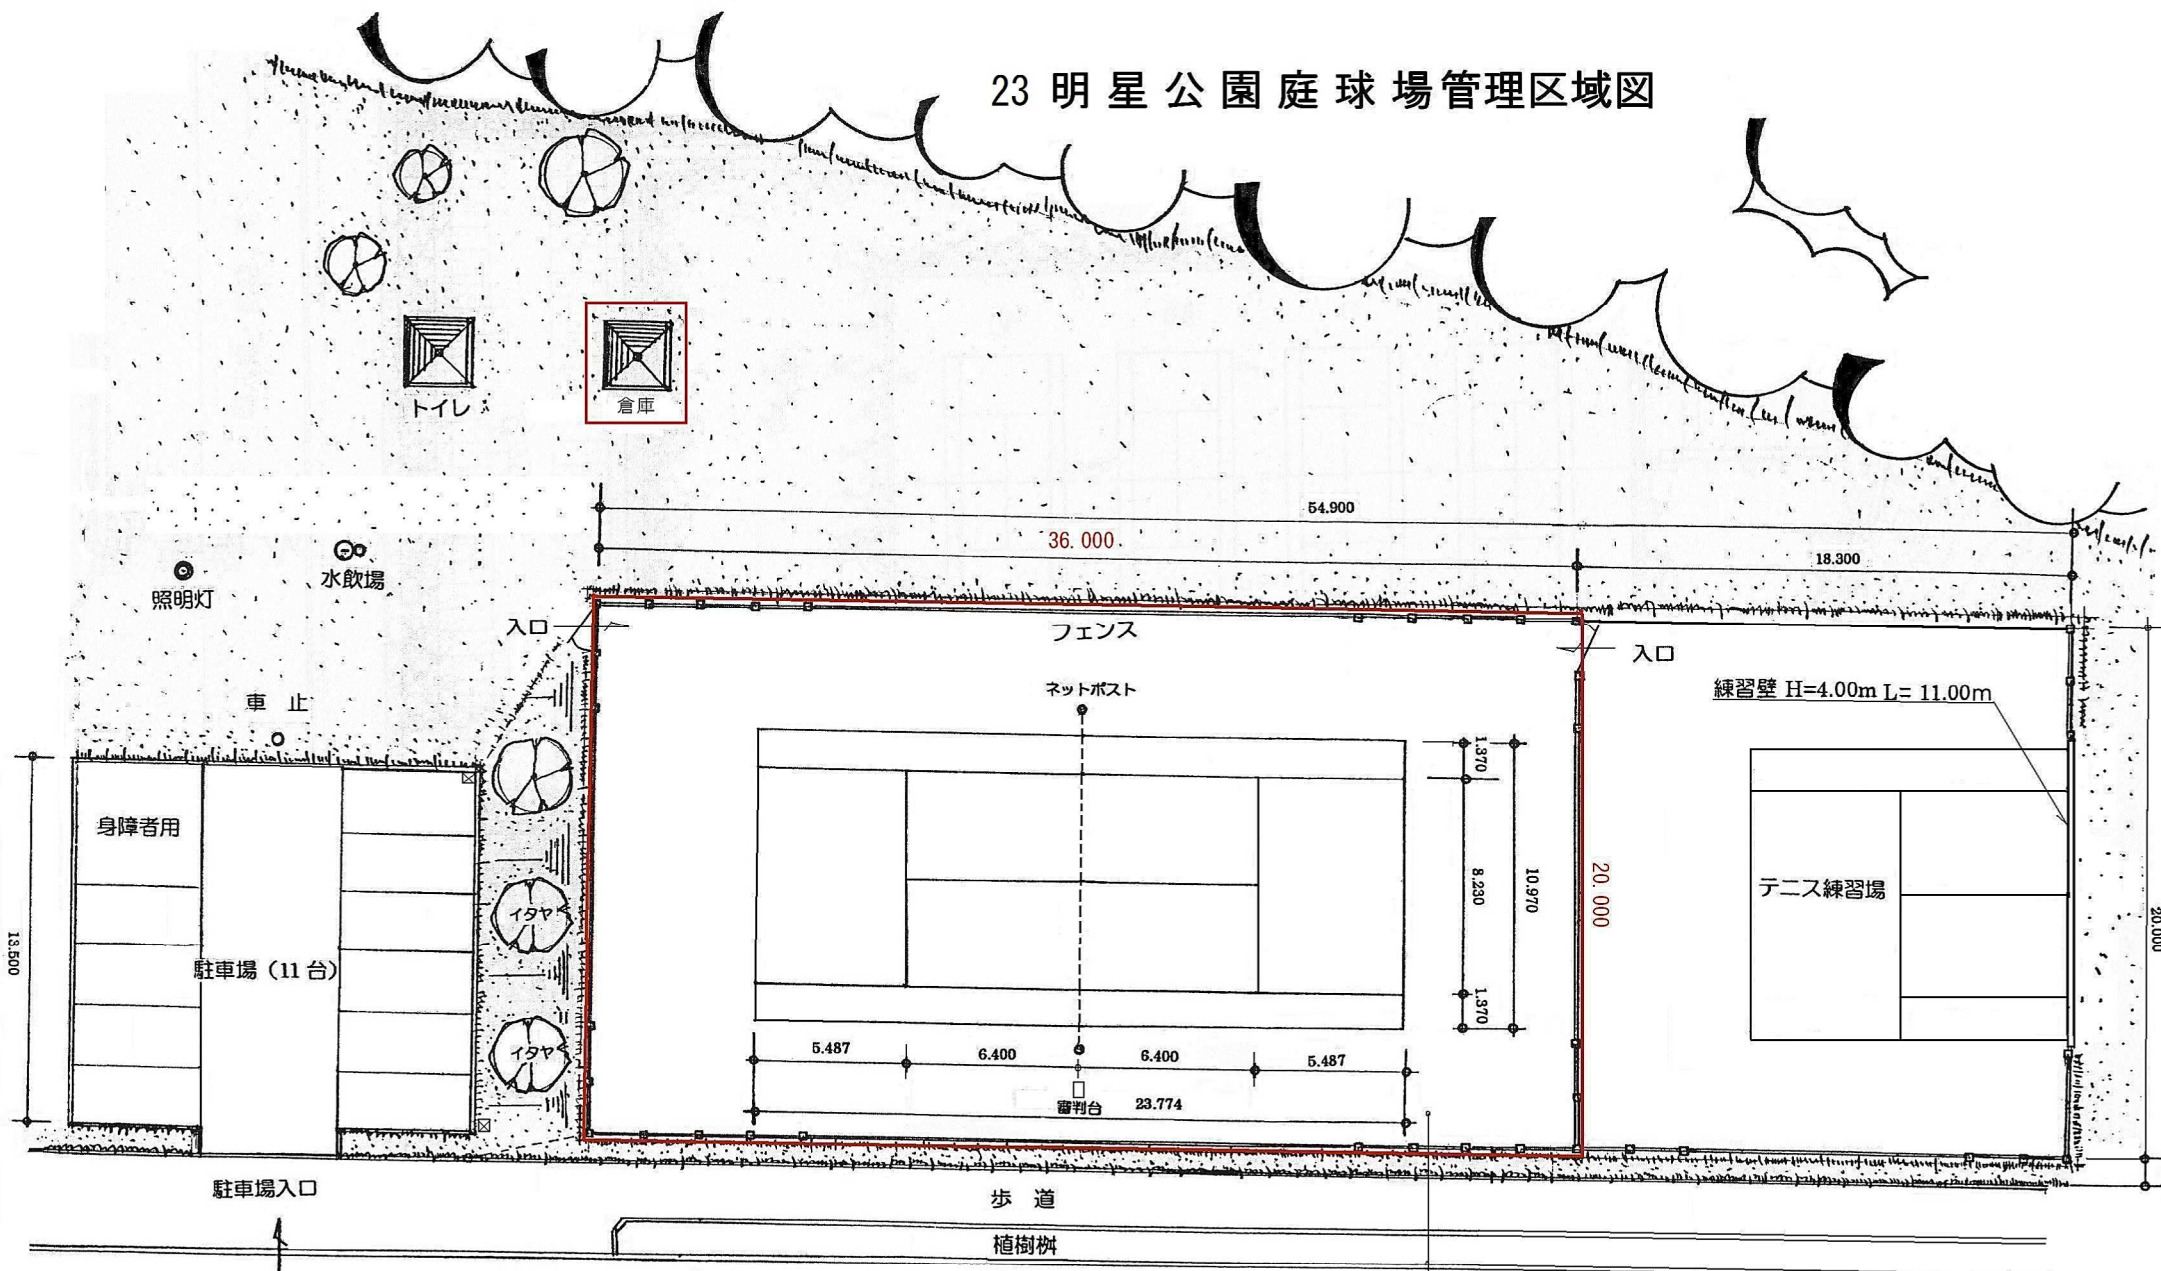 23 明星公園庭球場管理区域図
トイレ
倉庫
54.900
36.000
18.300
照明灯
水飲場
入口
フェンス
入口
車止
ネットポスト
練習壁 H=4.00m L= 11.00m
身障者用
1.370
8.230
10.970
1.370
20.000
テニス練習場
20.000
イタヤ
13.500
駐車場（11台）
イタヤ
5.487
6.400
6.400
5.487
審判台
23.774
駐車場入口
歩道
植樹桝